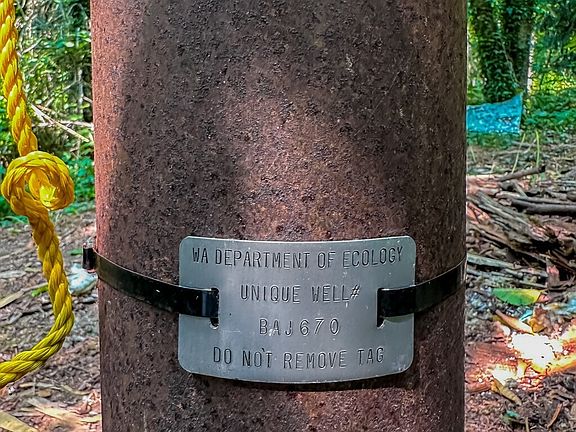 WA DEPARTMENT OF ECOLOGY
UNIQUE WELL#
BAJ670
DO NOT REMOVE TAG